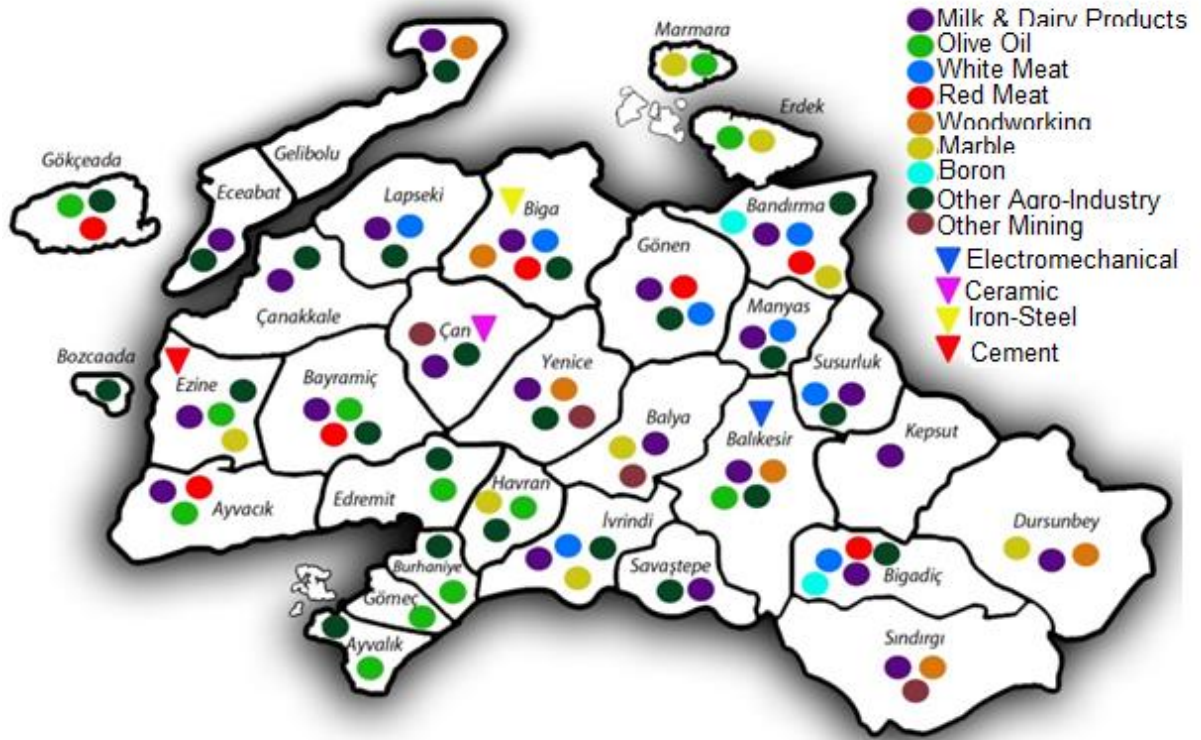 Milk & Dairy Products
Olive Oil
White Meat
Red Meat
Woodworking
Marble
Boron
Other Agro-Industry
Other Mining
Electromechanical
Ceramic
Iron-Steel
Cement
Marmara
Erdek
Gökçeada
Gelibolu
Eceabat
Lapseki
Biga
Bandırma
Gönen
Çanakkale
Çan
Manyas
Bozcaada
Ezine
Bayramiç
Yenice
Susurluk
Balya
Balıkesir
Kepsut
Ayvacık
Edremit
Havran
İvrindi
Dursunbey
Burhaniye
Savaştepe
Bigadiç
Gömeç
Ayvalık
Sındırgı